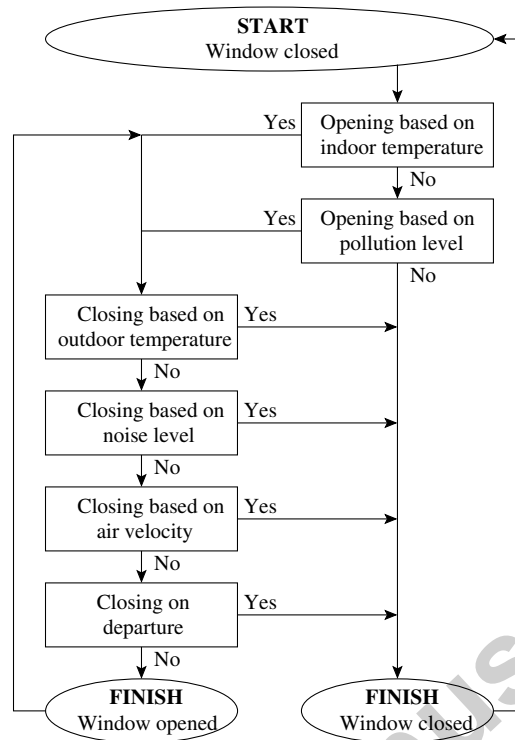 START
Window closed
Yes
Opening based on
indoor temperature
No
Yes
Opening based on
pollution level
No
Closing based on
outdoor temperature
Yes
No
Closing based on
noise level
Yes
No
Closing based on
air velocity
Yes
No
Closing on
departure
Yes
No
FINISH
Window opened
FINISH
Window closed